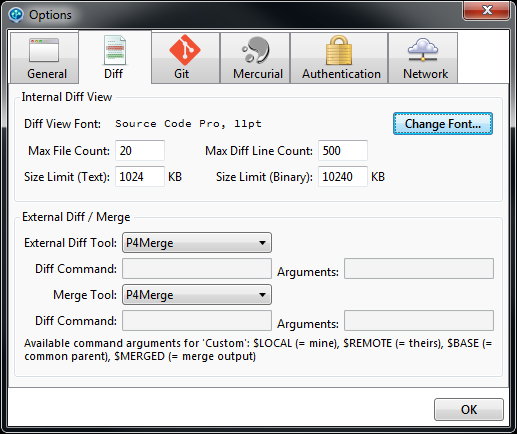 Options
General Diff Git Mercurial Authentication Network
Internal Diff View
Diff View Font: Source Code Pro, 11pt Change Font...
Max File Count: 20 Max Diff Line Count: 500
Size Limit (Text): 1024 KB Size Limit (Binary): 10240 KB
External Diff / Merge
External Diff Tool: P4Merge
Diff Command: Arguments:
Merge Tool: P4Merge
Diff Command: Arguments:
Available command arguments for 'Custom': $LOCAL (= mine), $REMOTE (= theirs), $BASE (=
common parent), $MERGED (= merge output)
OK